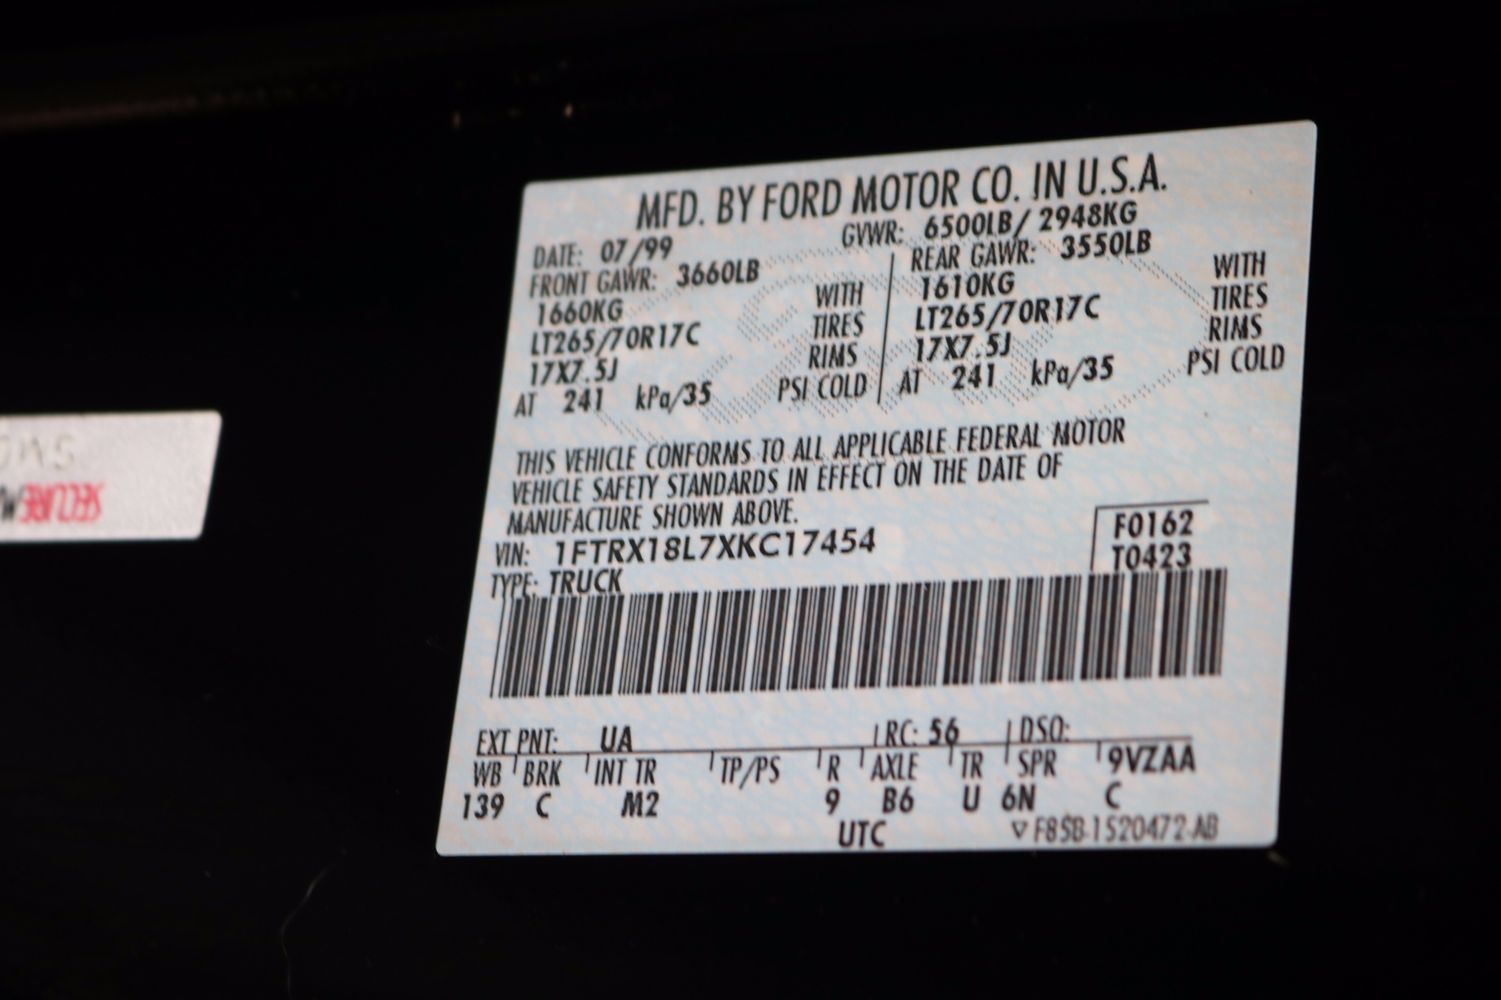 MFD. BY FORD MOTOR CO. IN U.S.A.
DATE: 07/99 GVWR: 6500LB/ 2948KG
FRONT GAWR: 3660LB
1660KG WITH
LT265/70R17C TIRES
17X7.5J RIMS
AT 241 kPa/35 PSI COLD
REAR GAWR: 3550LB
1610KG WITH
LT265/70R17C TIRES
17X7.5J RIMS
AT 241 kPa/35 PSI COLD
THIS VEHICLE CONFORMS TO ALL APPLICABLE FEDERAL MOTOR
VEHICLE SAFETY STANDARDS IN EFFECT ON THE DATE OF
MANUFACTURE SHOWN ABOVE.
VIN: 1FTRX18L7XKC17454
F0162
TYPE: TRUCK
T0423
EXT PNT: UA RC: 56 DSO:
WB BRK INT TR TP/PS R AXLE TR SPR 9VZAA
139 C M2 9 B6 U 6N C
UTC
▽ F85B-1520472-AB